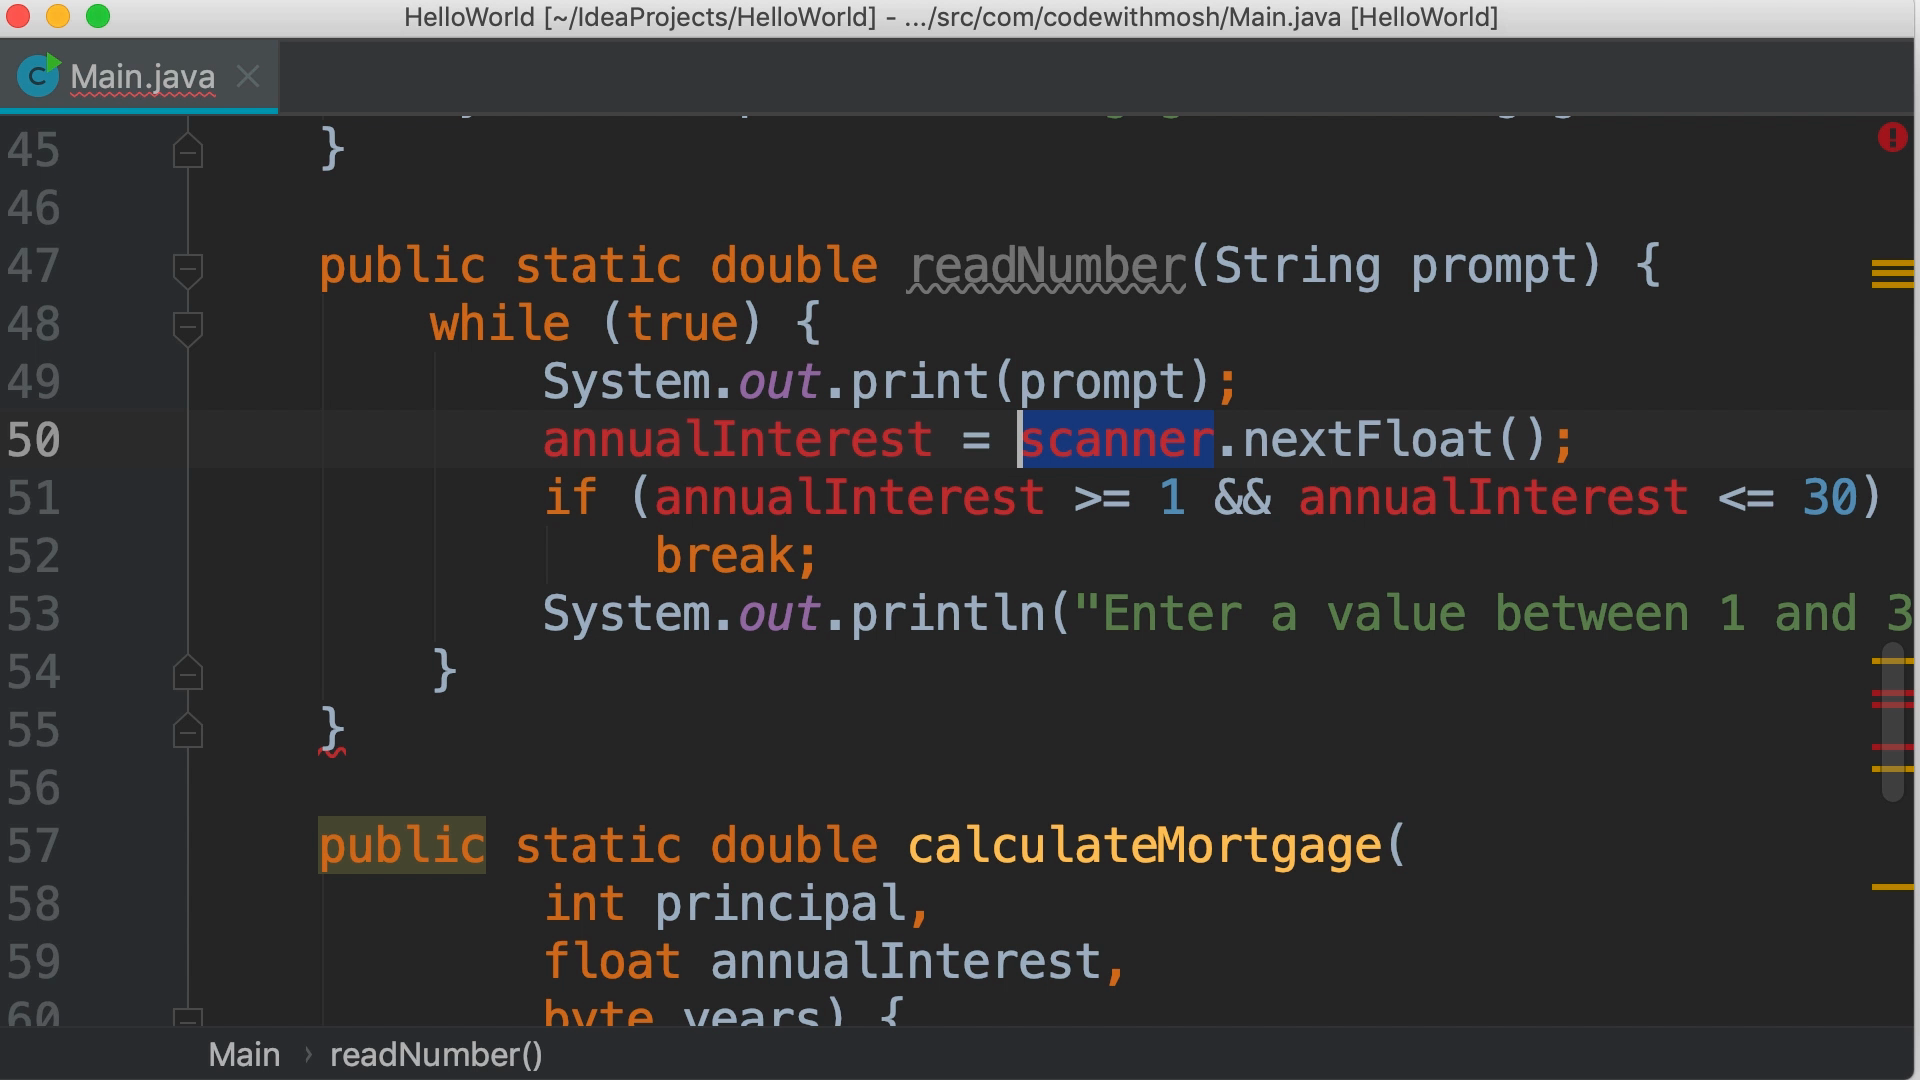 HelloWorld [~/IdeaProjects/HelloWorld] - .../src/com/codewithmosh/Main.java [HelloWorld]
C Main.java
45 }
46
47 public static double readNumber(String prompt) {
48 while (true) {
49 System.out.print(prompt);
50 annualInterest = scanner.nextFloat();
51 if (annualInterest >= 1 && annualInterest <= 30)
52 break;
53 System.out.println("Enter a value between 1 and 3
54 }
55 }
56
57 public static double calculateMortgage(
58 int principal,
59 float annualInterest,
60 byte years) {
Main › readNumber()